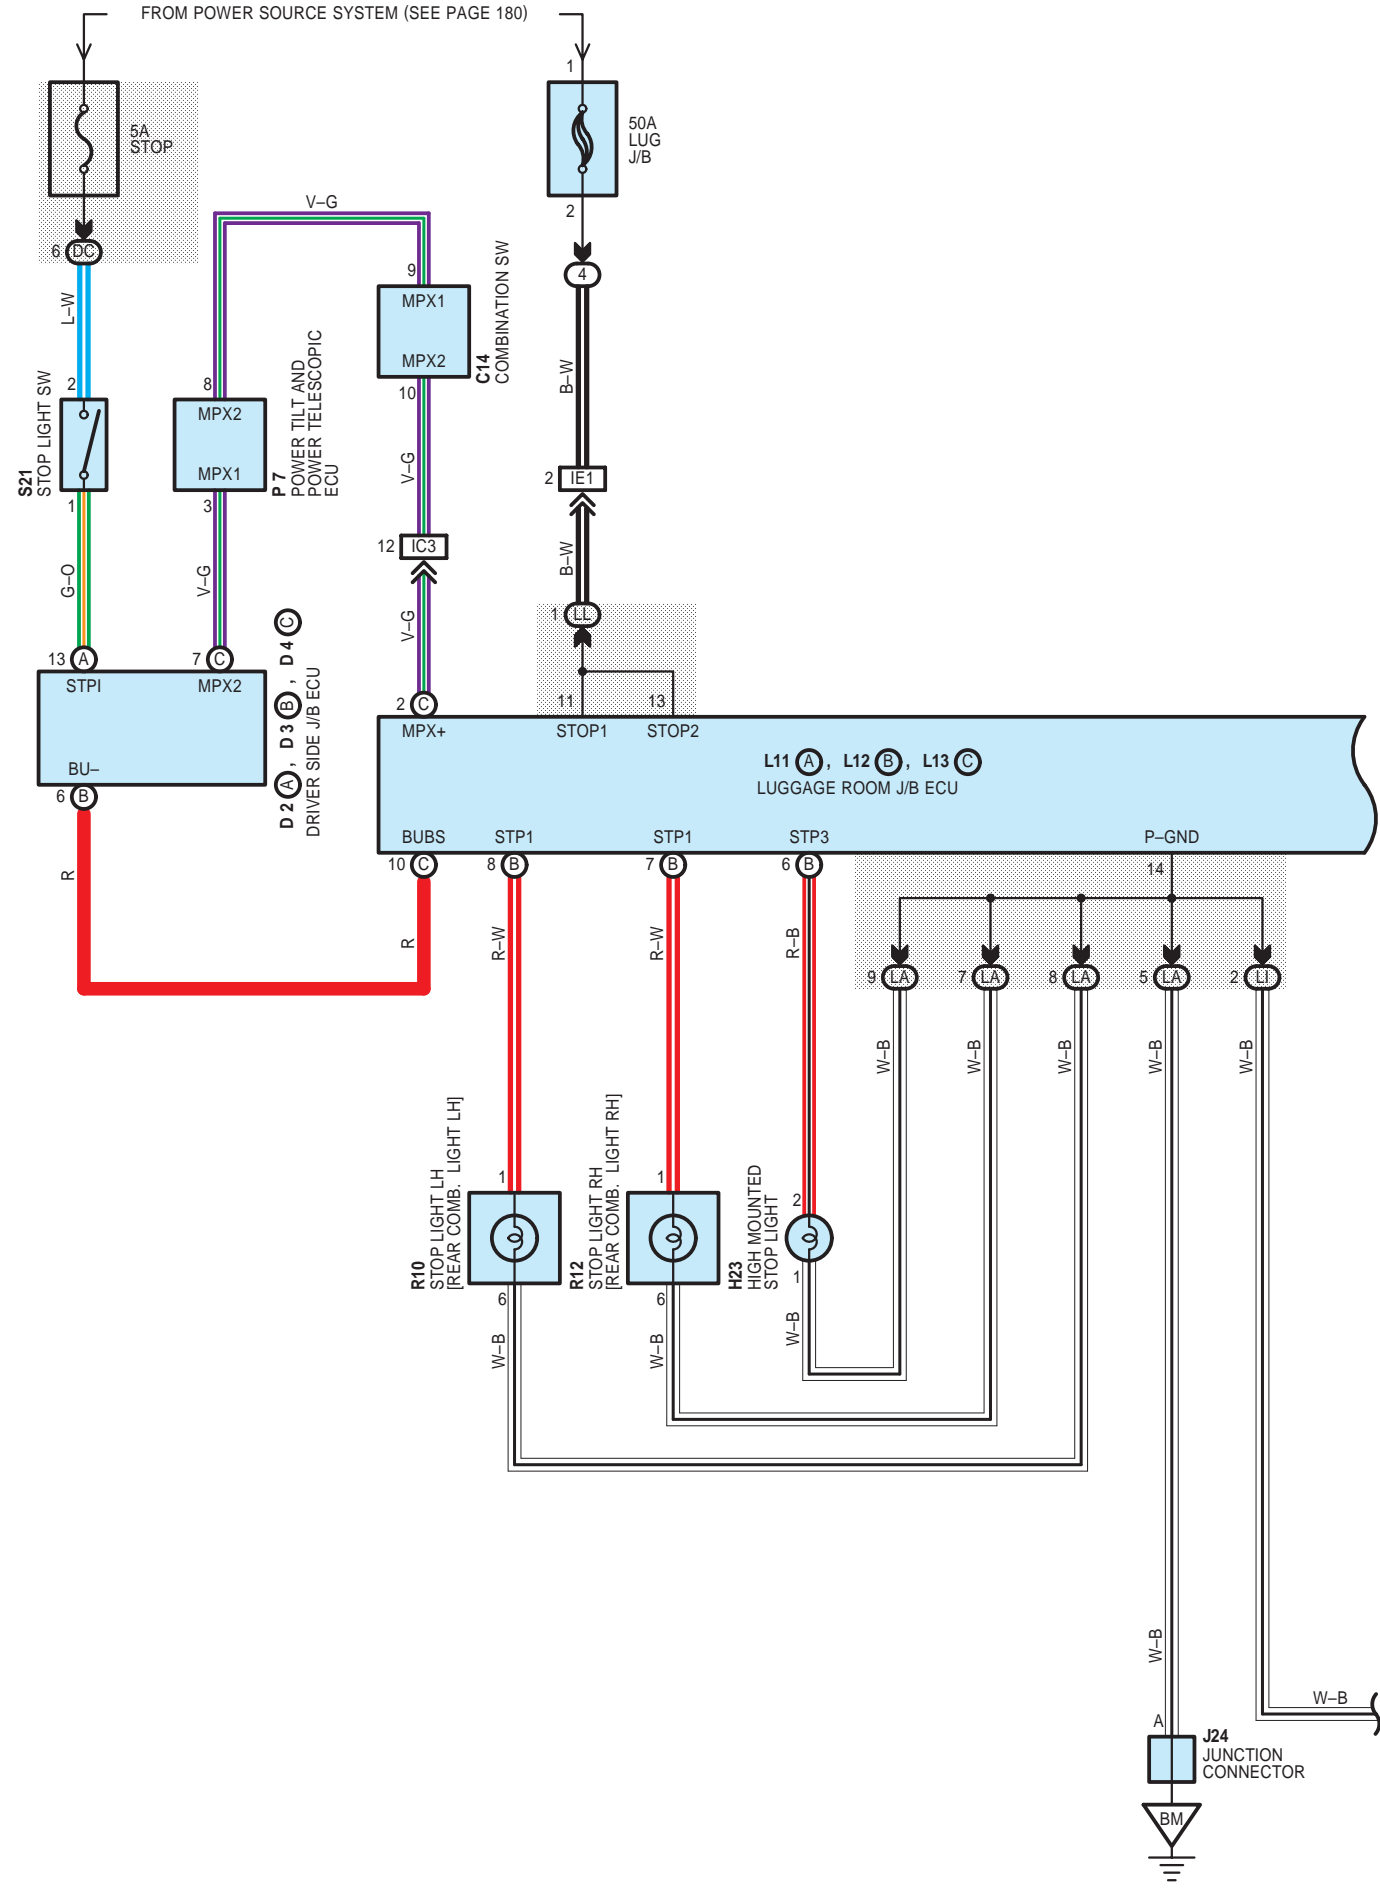 FROM POWER SOURCE SYSTEM (SEE PAGE 180)
5A
STOP
6 DC
L–W
2
S21
STOP LIGHT SW
1
G–O
13 A
STPI
V–G
8
MPX2
MPX1
3
P 7
POWER TILT AND
POWER TELESCOPIC
ECU
V–G
7 C
MPX2
BU–
6 B
D 2 A , D 3 B , D 4 C
DRIVER SIDE J/B ECU
R
R
9
MPX1
MPX2
10
C14
COMBINATION SW
V–G
12 IC3
V–G
2 C
MPX+
1
50A
LUG
J/B
2
4
B–W
2 IE1
B–W
1 LL
11
13
STOP1
STOP2
L11 A , L12 B , L13 C
LUGGAGE ROOM J/B ECU
BUBS
STP1
STP1
STP3
P–GND
10 C
8 B
7 B
6 B
14
R–W
R–W
R–B
9 LA
7 LA
8 LA
5 LA
2 LI
W–B
W–B
W–B
W–B
W–B
1
R10
STOP LIGHT LH
[REAR COMB. LIGHT LH]
6
W–B
1
R12
STOP LIGHT RH
[REAR COMB. LIGHT RH]
6
W–B
2
H23
HIGH MOUNTED
STOP LIGHT
1
W–B
W–B
W–B
A
J24
JUNCTION
CONNECTOR
BM